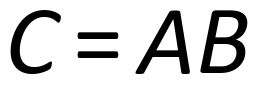 C = AB